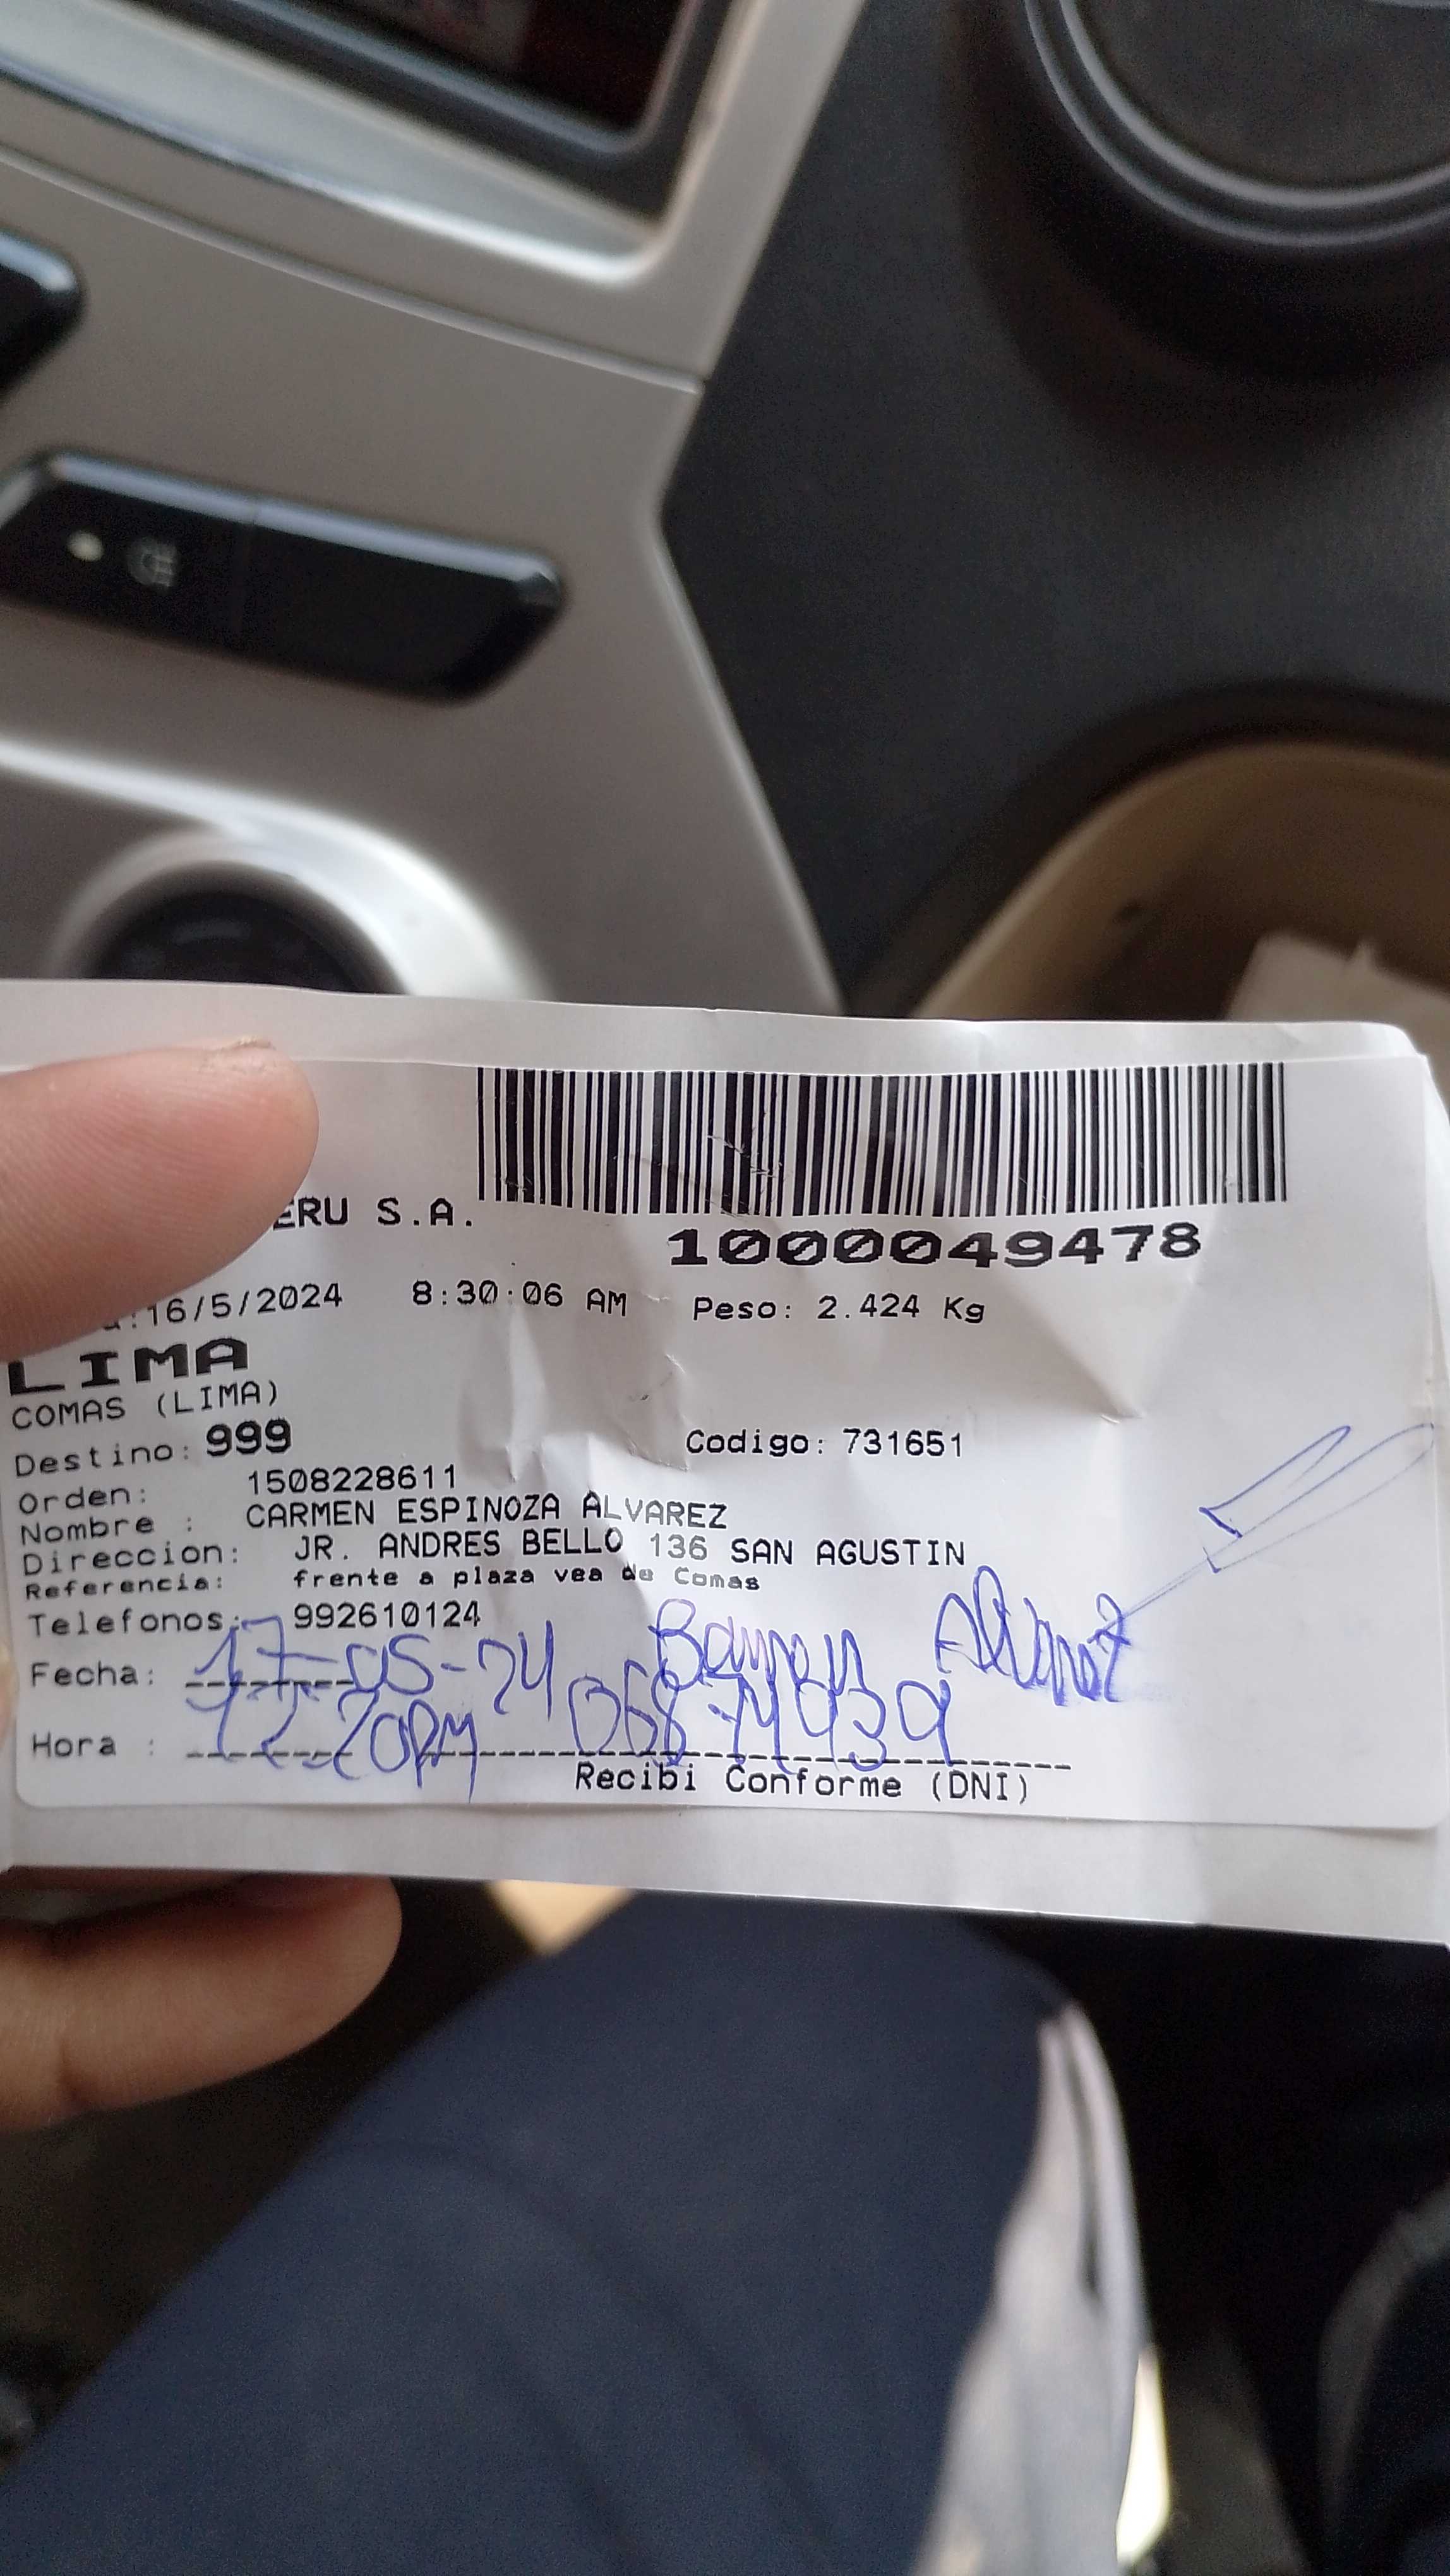 ERU S.A.
1000049478
a:16/5/2024 8:30:06 AM Peso: 2.424 Kg
LIMA
COMAS (LIMA)
Destino: 999 Codigo: 731651
Orden: 1508228611
Nombre : CARMEN ESPINOZA ALVAREZ
Direccion: JR. ANDRES BELLO 136 SAN AGUSTIN
Referencia: frente a plaza vea de Comas
Telefonos: 992610124
Fecha: 17-05-24
Hora : 12:20pm
Recibi Conforme (DNI)